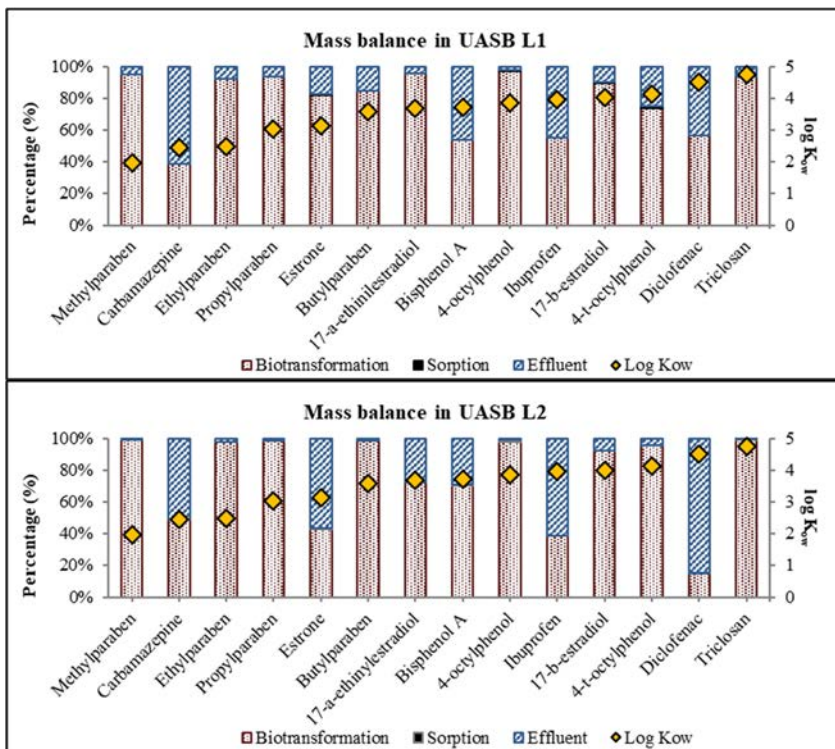 Mass balance in UASB L1
Percentage (%)
100%
80%
60%
40%
20%
0%
5
4
3
2
1
0
log Kow
Methylparaben
Carbamazepine
Ethylparaben
Propylparaben
Estrone
Butylparaben
17-a-ethinilestradiol
Bisphenol A
4-octylphenol
Ibuprofen
17-b-estradiol
4-t-octylphenol
Diclofenac
Triclosan
Biotransformation Sorption Effluent Log Kow
Mass balance in UASB L2
Percentage (%)
100%
80%
60%
40%
20%
0%
5
4
3
2
1
0
log Kow
Methylparaben
Carbamazepine
Ethylparaben
Propylparaben
Estrone
Butylparaben
17-a-ethinylestradiol
Bisphenol A
4-octylphenol
Ibuprofen
17-b-estradiol
4-t-octylphenol
Diclofenac
Triclosan
Biotransformation Sorption Effluent Log Kow